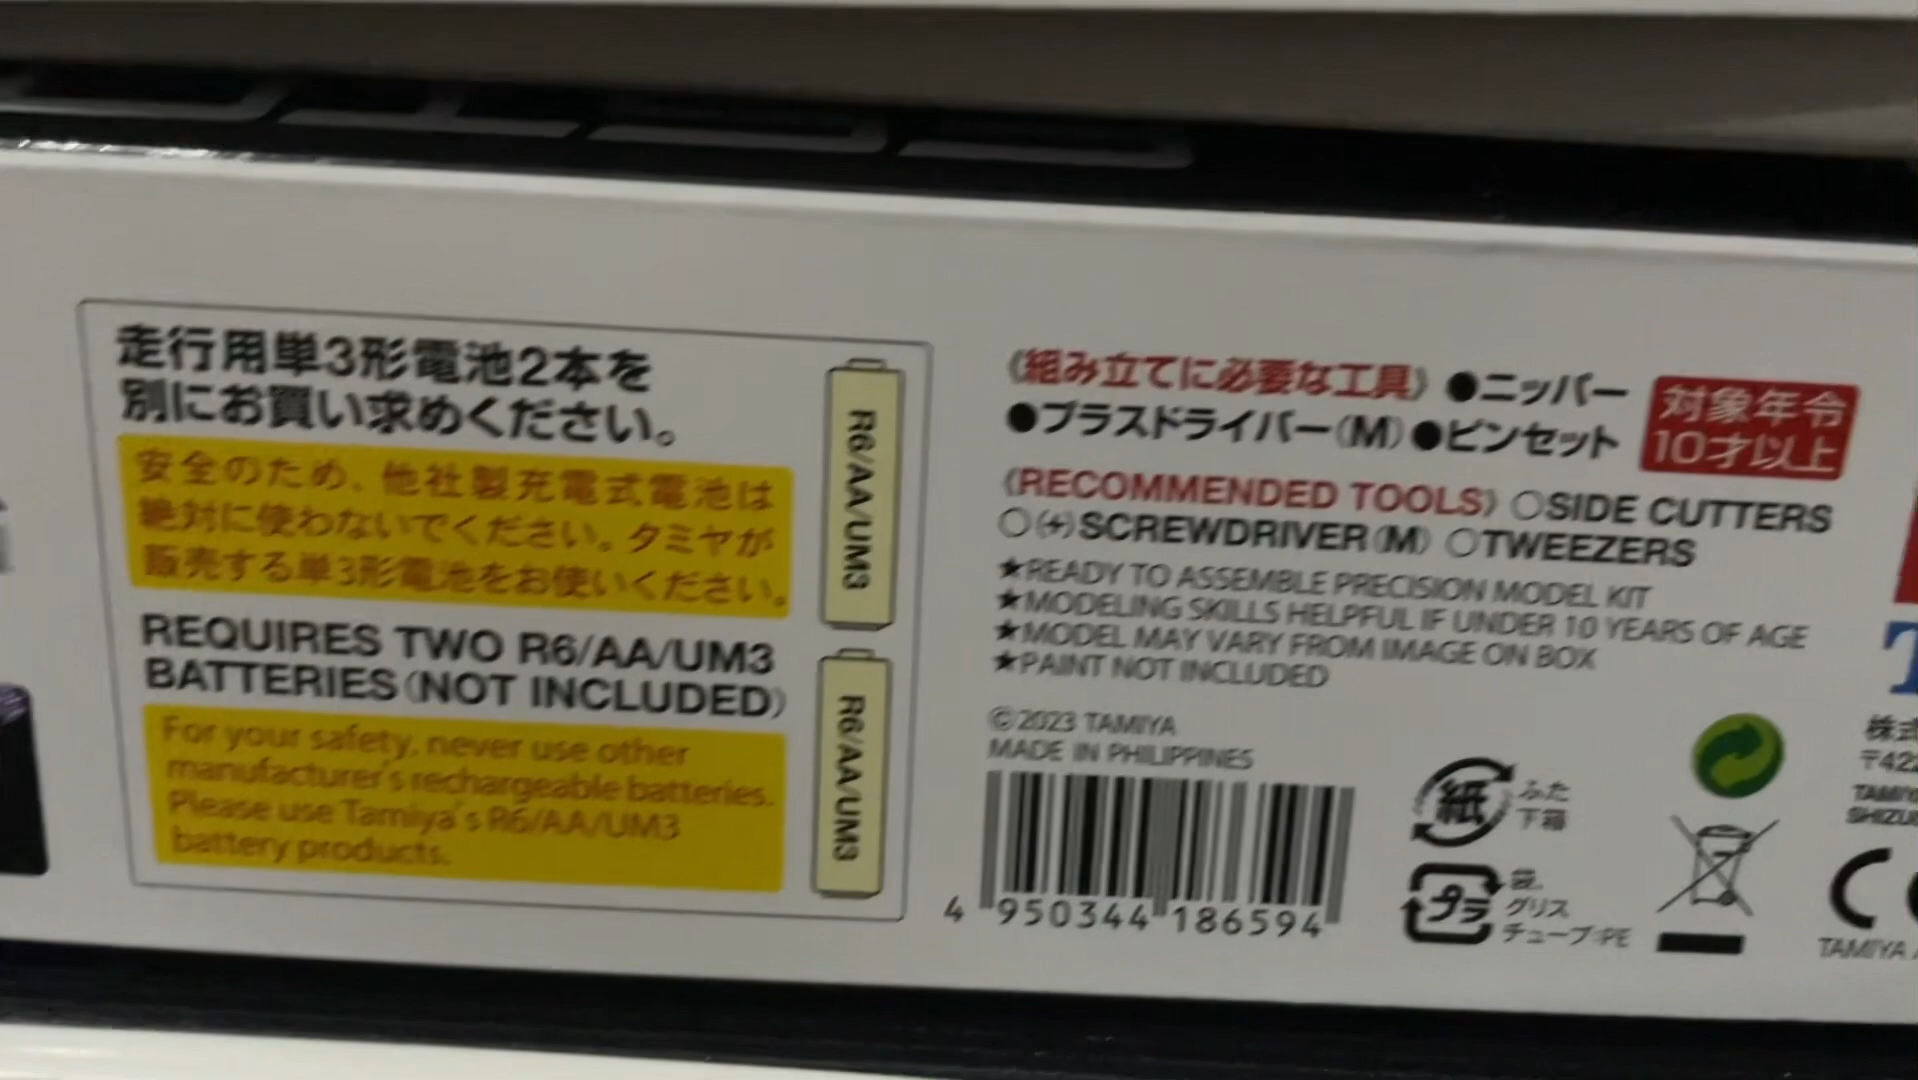 走行用単3形電池2本を
別にお買い求めください。
安全のため、他社製充電式電池は
絶対に使わないでください。タミヤが
販売する単3形電池をお使いください。
REQUIRES TWO R6/AA/UM3
BATTERIES (NOT INCLUDED)
For your safety, never use other
manufacturer's rechargeable batteries.
Please use Tamiya's R6/AA/UM3
battery products.
R6/AA/UM3
R6/AA/UM3
《組み立てに必要な工具》 ●ニッパー
●プラスドライバー(M) ●ピンセット
対象年令
10才以上
《RECOMMENDED TOOLS》 ○SIDE CUTTERS
○(+)SCREWDRIVER(M) ○TWEEZERS
★READY TO ASSEMBLE PRECISION MODEL KIT
★MODELING SKILLS HELPFUL IF UNDER 10 YEARS OF AGE
★MODEL MAY VARY FROM IMAGE ON BOX
★PAINT NOT INCLUDED
©2023 TAMIYA
MADE IN PHILIPPINES
4 950344 186594
紙
ふた
下箱
プラ
袋、
グリス
チューブ:PE
株式
〒422
TAMIYA
SHIZU
CE
TAMIYA